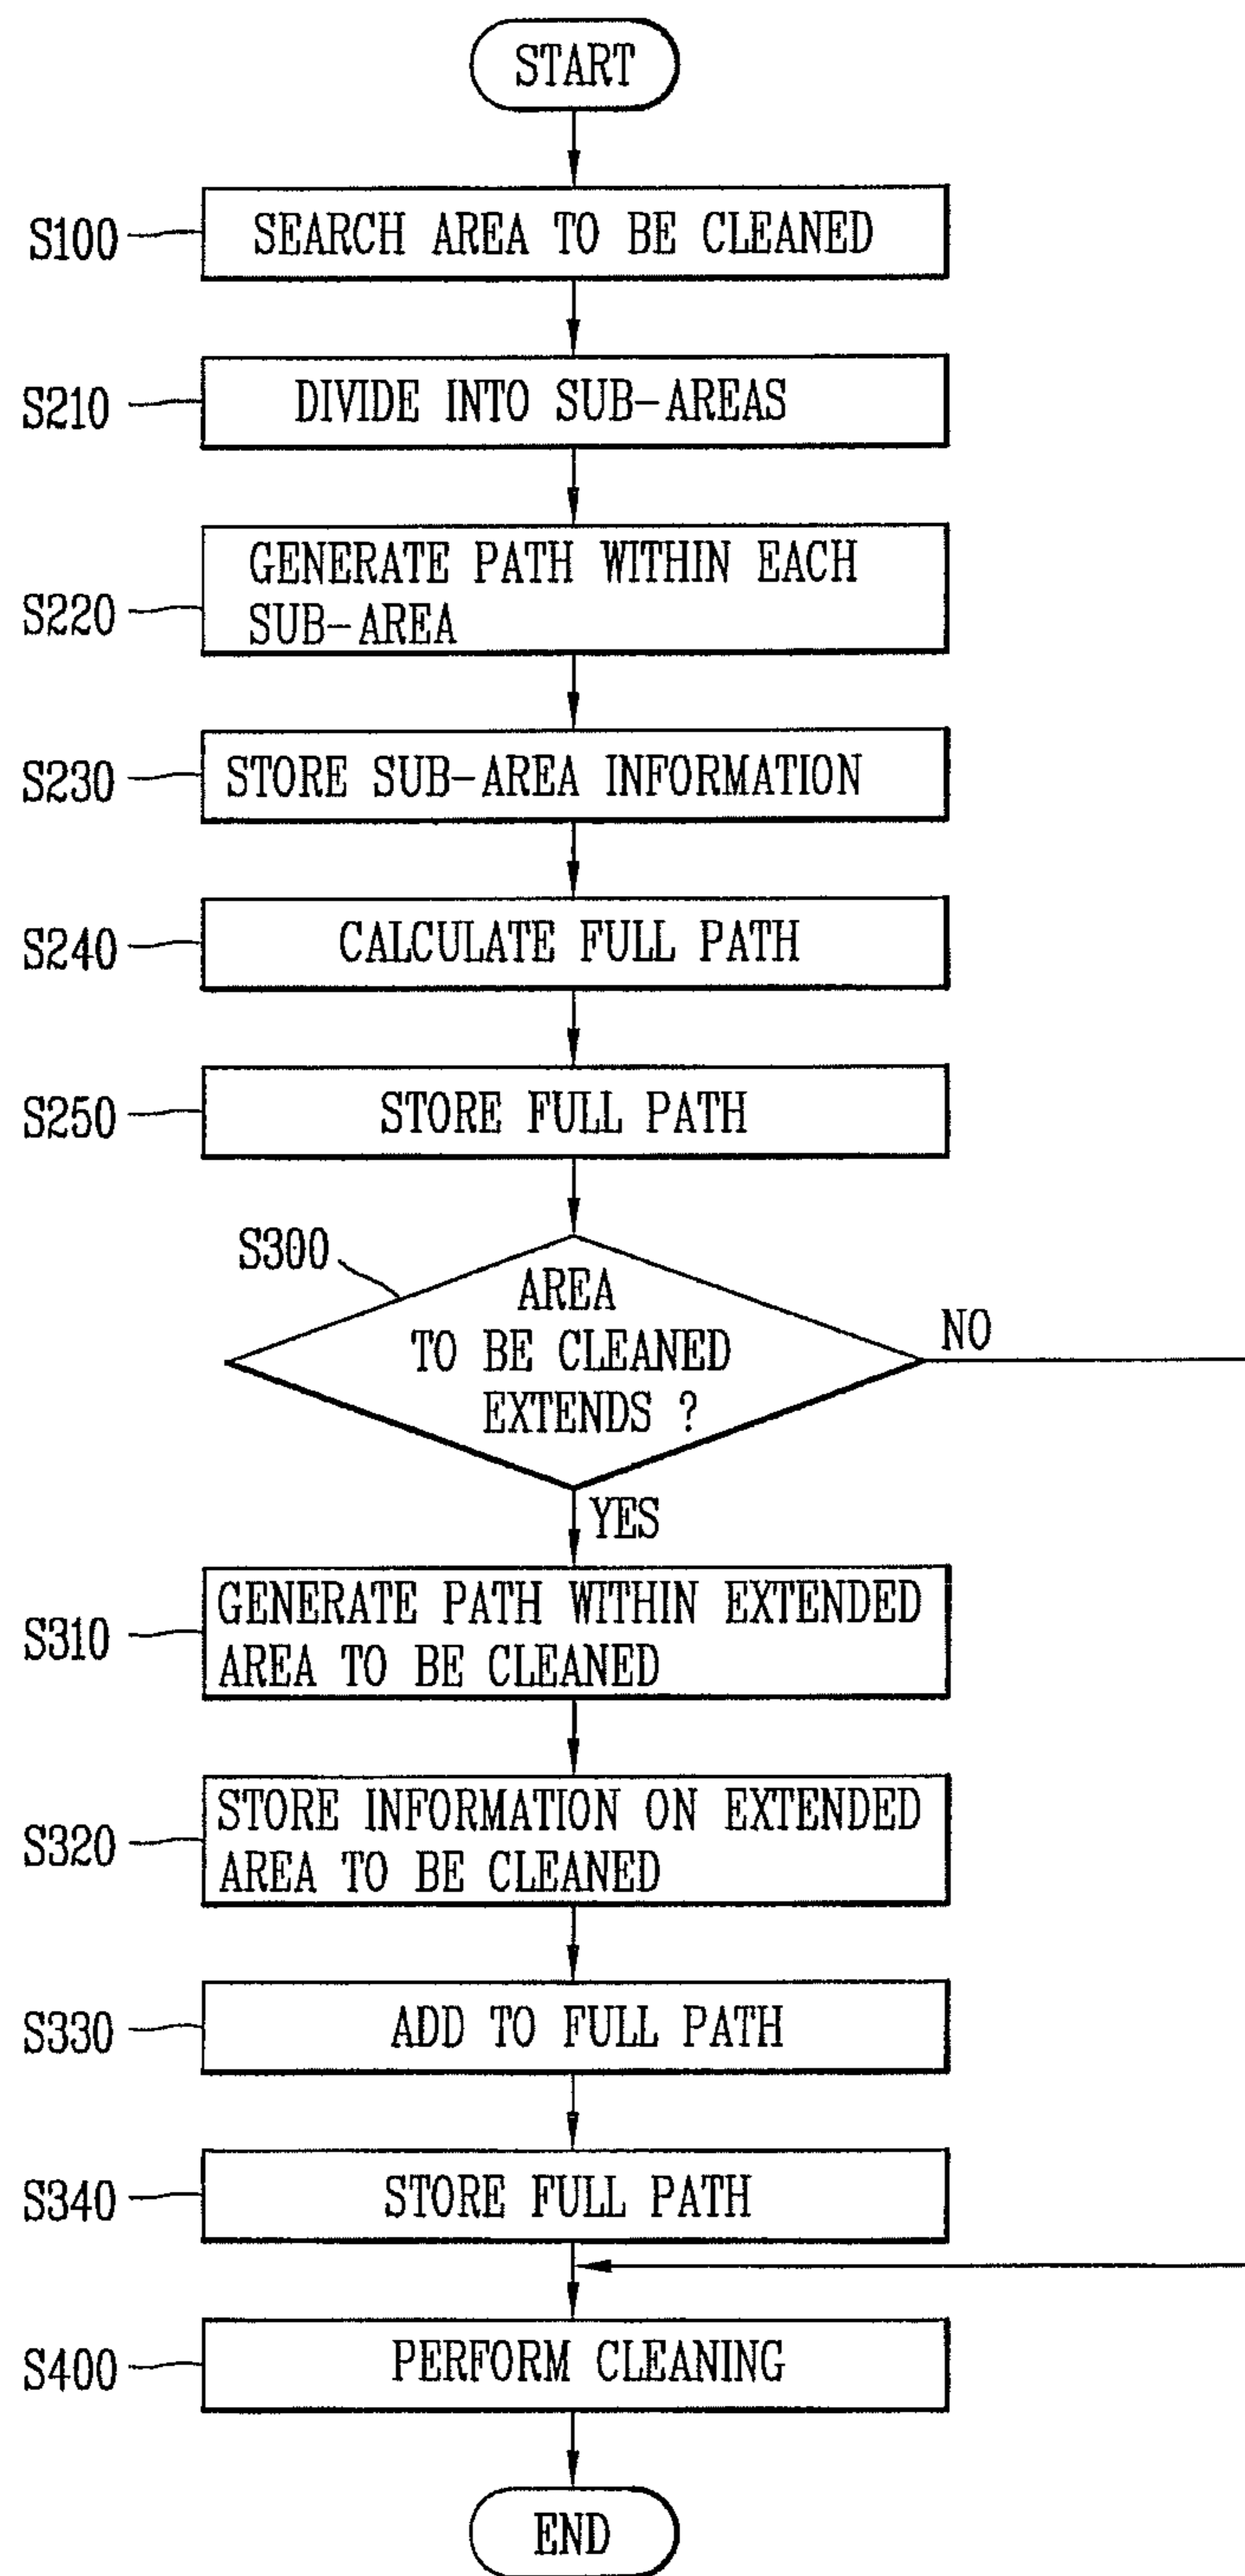 START
S100
SEARCH AREA TO BE CLEANED
S210
DIVIDE INTO SUB-AREAS
S220
GENERATE PATH WITHIN EACH
SUB-AREA
S230
STORE SUB-AREA INFORMATION
S240
CALCULATE FULL PATH
S250
STORE FULL PATH
S300
AREA
TO BE CLEANED
EXTENDS ?
NO
YES
S310
GENERATE PATH WITHIN EXTENDED
AREA TO BE CLEANED
S320
STORE INFORMATION ON EXTENDED
AREA TO BE CLEANED
S330
ADD TO FULL PATH
S340
STORE FULL PATH
S400
PERFORM CLEANING
END